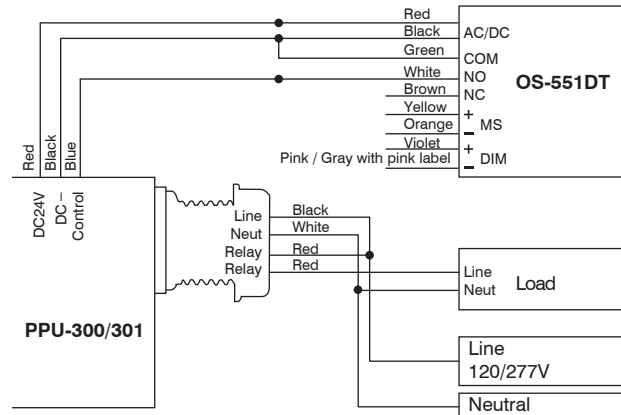 Red
Black
Green
White
Brown
Yellow
Orange
Violet
Pink / Gray with pink label
AC/DC
COM
NO
NC
+
− MS
+
− DIM
OS-551DT
Red
Black
Blue
DC24V
DC −
Control
PPU-300/301
Line
Neut
Relay
Relay
Black
White
Red
Red
Line
Neut
Load
Line
120/277V
Neutral